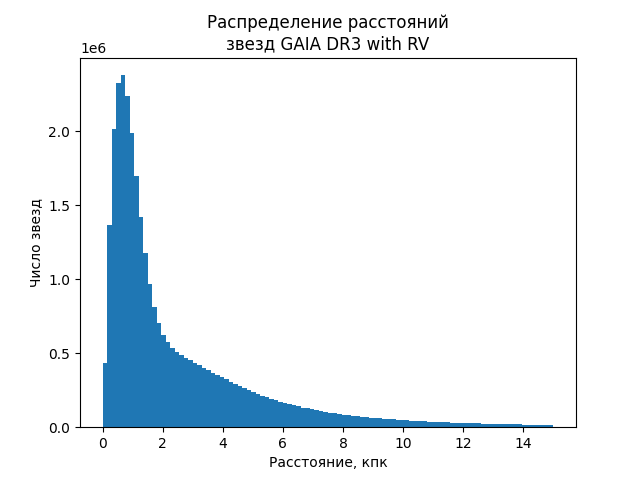 Распределение расстояний
звезд GAIA DR3 with RV
1e6
2.0
1.5
1.0
0.5
0.0
Число звезд
0 2 4 6 8 10 12 14
Расстояние, кпк